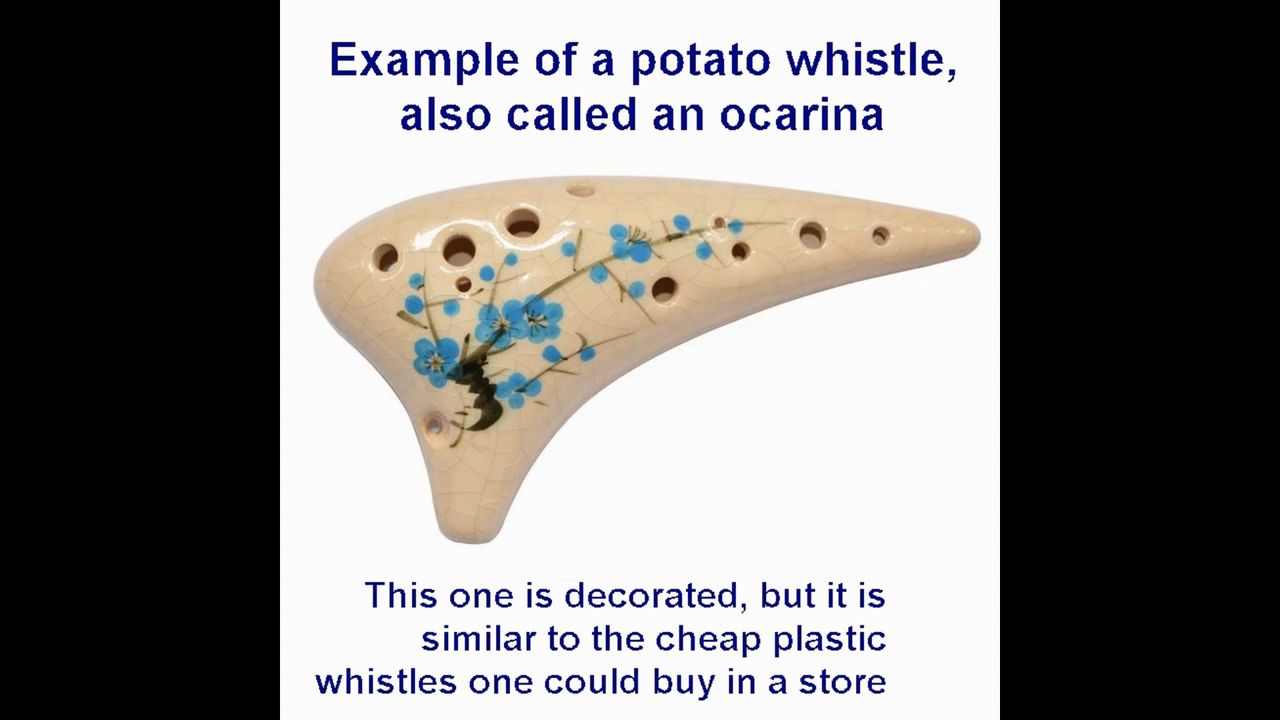 Example of a potato whistle,
also called an ocarina
This one is decorated, but it is
similar to the cheap plastic
whistles one could buy in a store